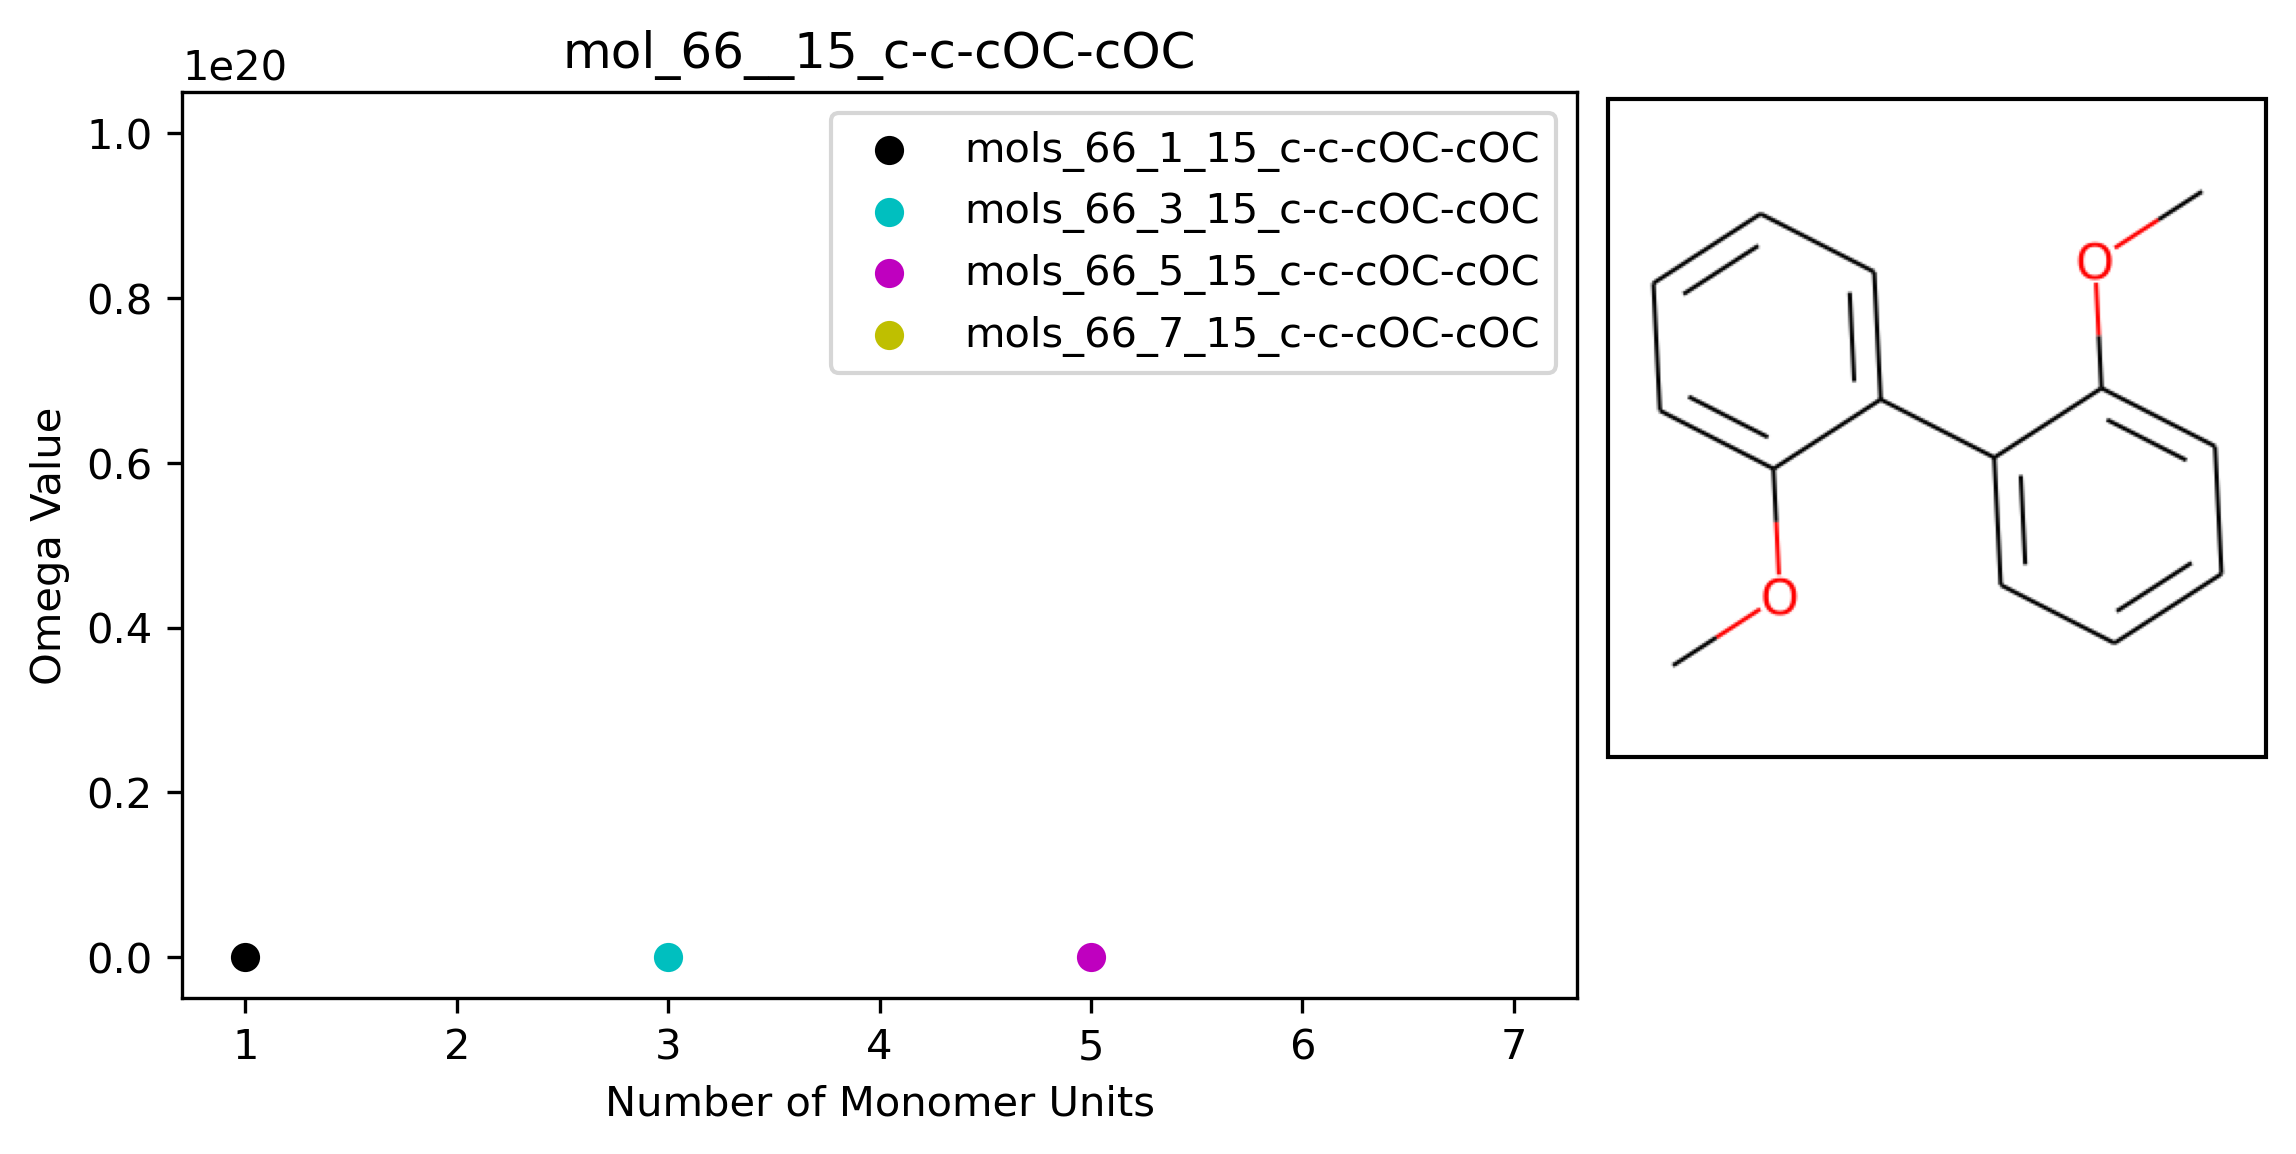 mol_66__15_c-c-cOC-cOC
1e20
1.0
0.8
0.6
0.4
0.2
0.0
Omega Value
mols_66_1_15_c-c-cOC-cOC
mols_66_3_15_c-c-cOC-cOC
mols_66_5_15_c-c-cOC-cOC
mols_66_7_15_c-c-cOC-cOC
1 2 3 4 5 6 7
Number of Monomer Units
O
O